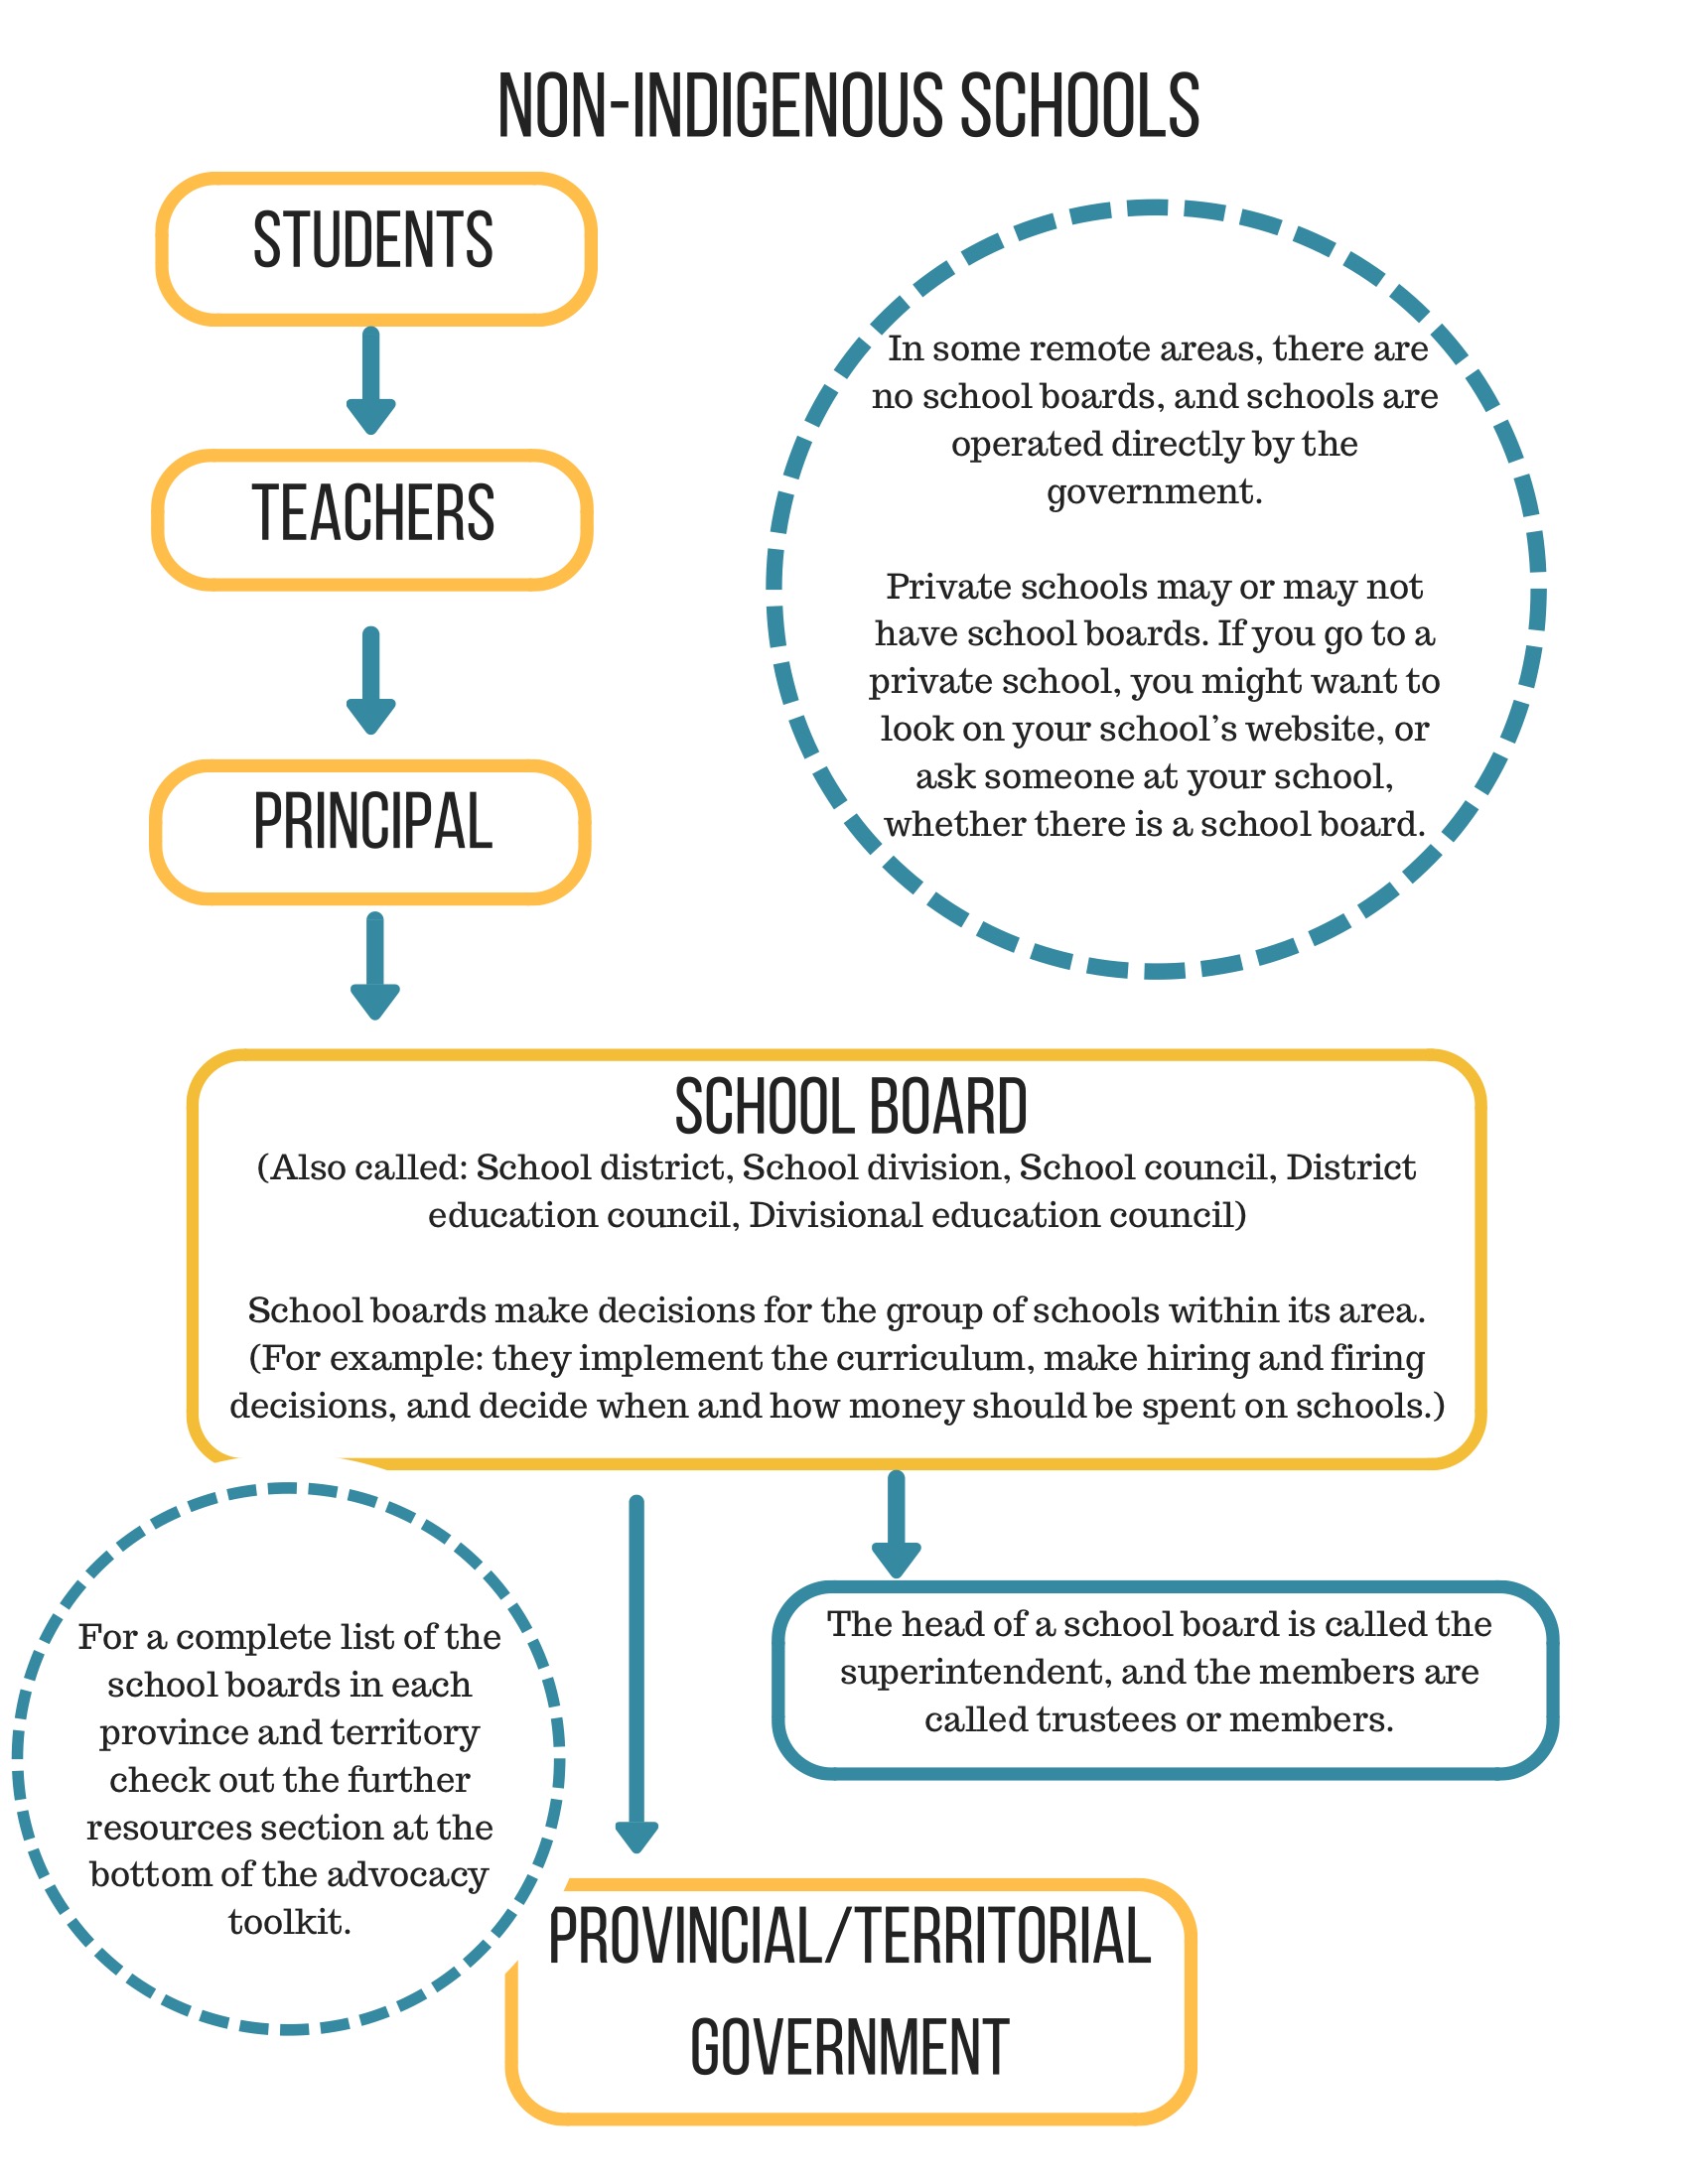 NON-INDIGENOUS SCHOOLS
STUDENTS
TEACHERS
PRINCIPAL
In some remote areas, there are
no school boards, and schools are
operated directly by the
government.
Private schools may or may not
have school boards. If you go to a
private school, you might want to
look on your school’s website, or
ask someone at your school,
whether there is a school board.
SCHOOL BOARD
(Also called: School district, School division, School council, District
education council, Divisional education council)
School boards make decisions for the group of schools within its area.
(For example: they implement the curriculum, make hiring and firing
decisions, and decide when and how money should be spent on schools.)
The head of a school board is called the
superintendent, and the members are
called trustees or members.
For a complete list of the
school boards in each
province and territory
check out the further
resources section at the
bottom of the advocacy
toolkit.
PROVINCIAL/TERRITORIAL
GOVERNMENT